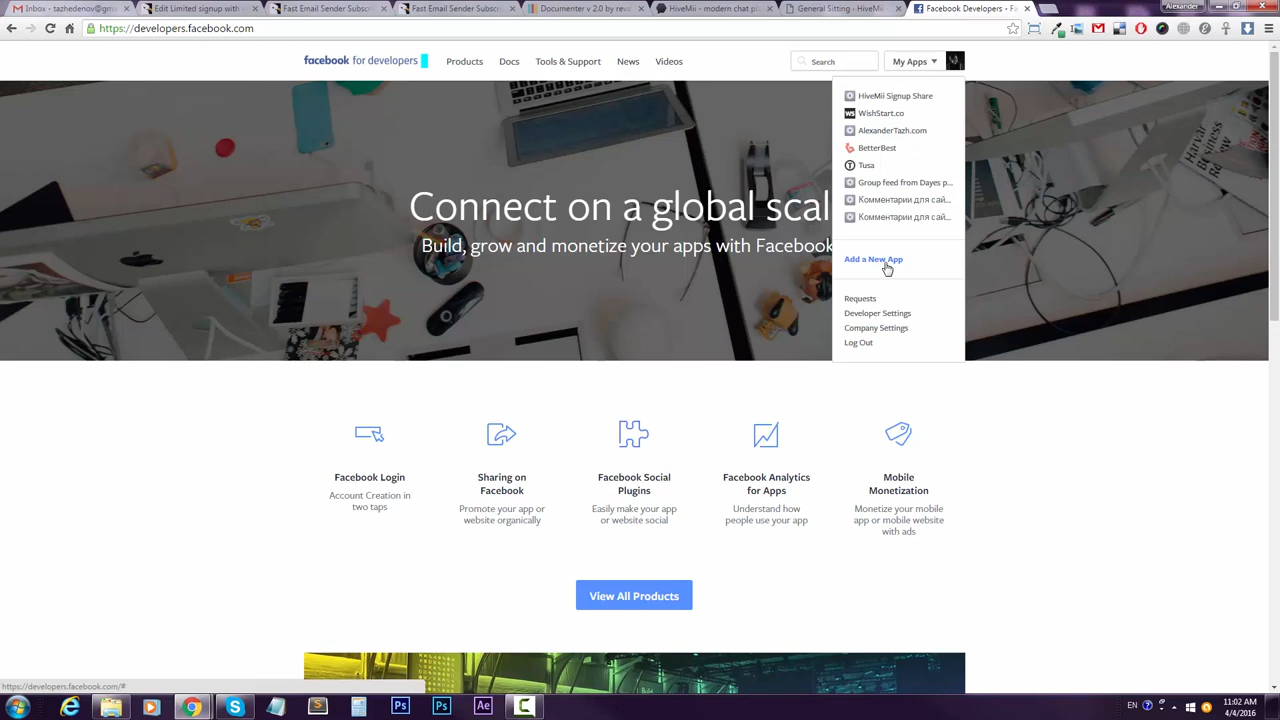 Inbox - tazhedenov@gma
Edit Limited signup with
Fast Email Sender Subscri
Fast Email Sender Subscri
Documenter v 2.0 by reva
HiveMii - modern chat pl
General Sitting ‹ HiveMii
Facebook Developers • Fa
Alexander
https://developers.facebook.com
facebook for developers
Products
Docs
Tools & Support
News
Videos
Search
My Apps
HiveMii Signup Share
WishStart.co
AlexanderTazh.com
BetterBest
Tusa
Group feed from Dayes p...
Комментарии для сай...
Комментарии для сай...
Add a New App
Requests
Developer Settings
Company Settings
Log Out
Connect on a global scal
Build, grow and monetize your apps with Facebook
Facebook Login
Account Creation in
two taps
Sharing on
Facebook
Promote your app or
website organically
Facebook Social
Plugins
Easily make your app
or website social
Facebook Analytics
for Apps
Understand how
people use your app
Mobile
Monetization
Monetize your mobile
app or mobile website
with ads
View All Products
https://developers.facebook.com/#
EN
11:02 AM
4/4/2016